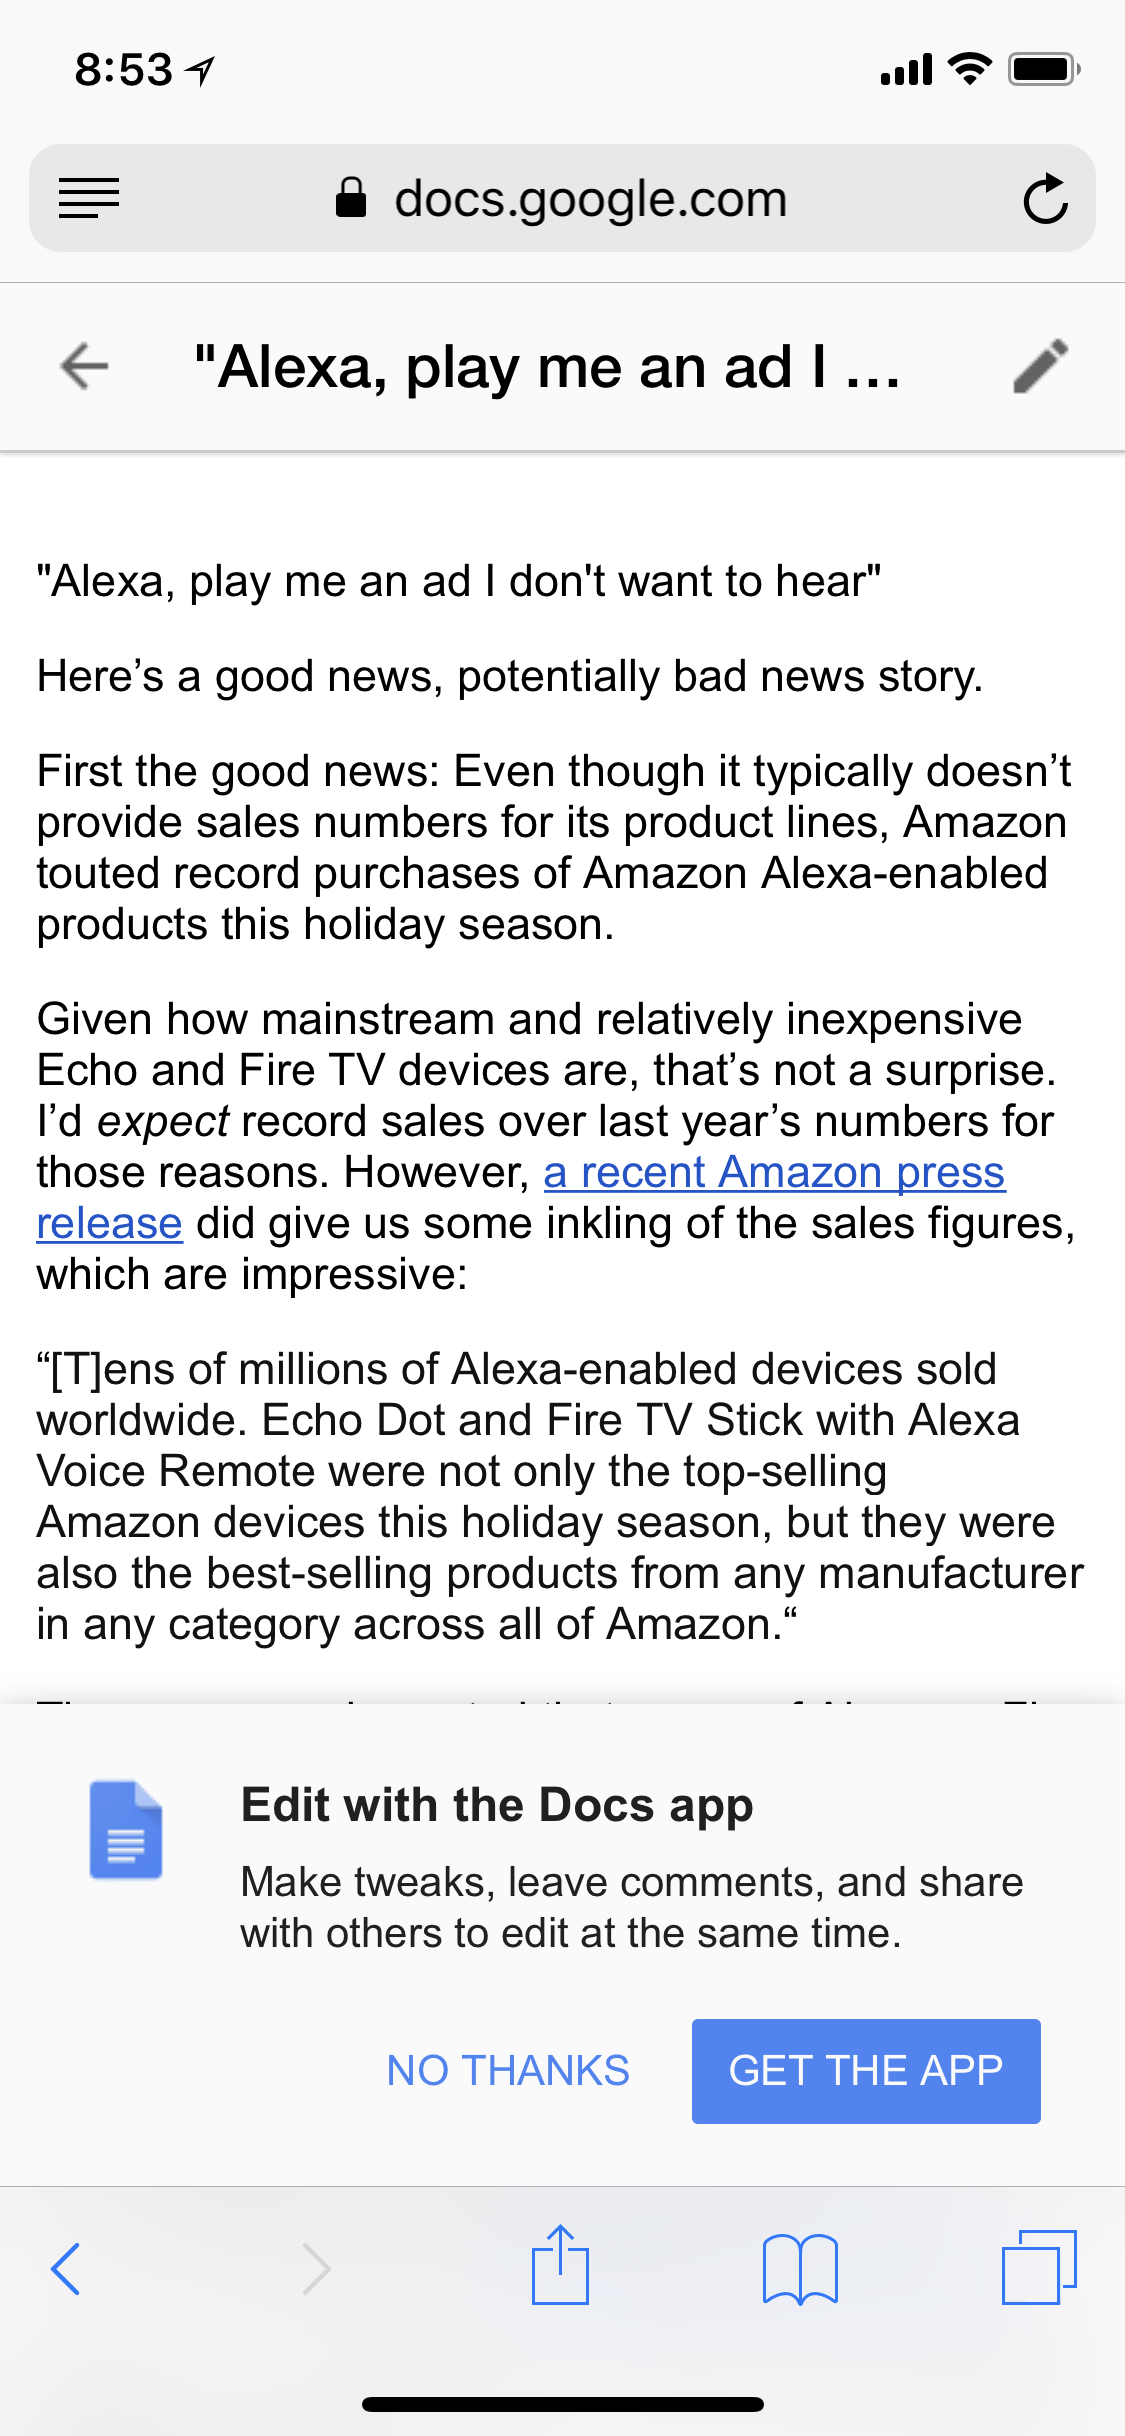 8:53
docs.google.com
"Alexa, play me an ad I ...
"Alexa, play me an ad I don't want to hear"
Here’s a good news, potentially bad news story.
First the good news: Even though it typically doesn’t
provide sales numbers for its product lines, Amazon
touted record purchases of Amazon Alexa-enabled
products this holiday season.
Given how mainstream and relatively inexpensive
Echo and Fire TV devices are, that’s not a surprise.
I’d expect record sales over last year’s numbers for
those reasons. However, a recent Amazon press
release did give us some inkling of the sales figures,
which are impressive:
“[T]ens of millions of Alexa-enabled devices sold
worldwide. Echo Dot and Fire TV Stick with Alexa
Voice Remote were not only the top-selling
Amazon devices this holiday season, but they were
also the best-selling products from any manufacturer
in any category across all of Amazon.“
Edit with the Docs app
Make tweaks, leave comments, and share
with others to edit at the same time.
NO THANKS
GET THE APP